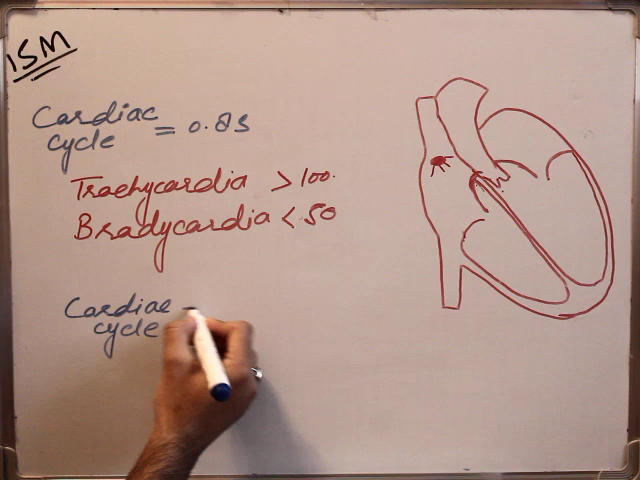 ISM
Cardiac
cycle = 0.8s
Trachycardia > 100.
Bradycardia < 50
Cardiac
cycle